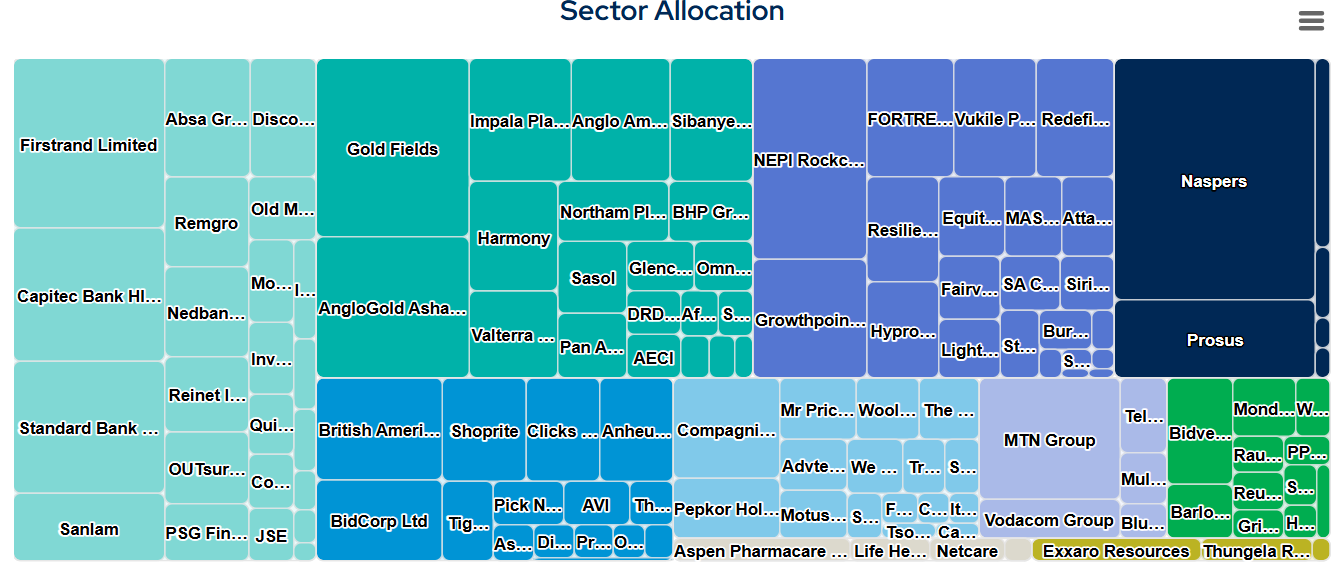 Sector Allocation
Firstrand Limited
Capitec Bank Hl...
Standard Bank ...
Sanlam
Absa Gr...
Remgro
Nedban...
Reinet I...
OUTsur...
PSG Fin...
Disco...
Old M...
Mo...
I...
Inv...
Qui...
Co...
JSE
Gold Fields
AngloGold Asha...
Impala Pla...
Anglo Am...
Sibanye...
Harmony
Valterra ...
Northam Pl...
BHP Gr...
Sasol
Pan A...
Glenc...
Omn...
DRD...
Af...
S...
AECI
NEPI Rockc...
Growthpoin...
FORTRE...
Vukile P...
Redefi...
Resilie...
Hypro...
Equit...
MAS...
Atta...
Fairv...
SA C...
Siri...
Light...
St...
Bur...
S...
Naspers
Prosus
British Ameri...
BidCorp Ltd
Shoprite
Clicks ...
Anheu...
Tig...
Pick N...
AVI
Th...
As...
Di...
Pr...
O...
Compagni...
Pepkor Hol...
Mr Pric...
Wool...
The ...
Advte...
We ...
Tr...
S...
Motus...
S...
F...
C...
It...
Tso...
Ca...
MTN Group
Vodacom Group
Tel...
Mul...
Blu...
Bidve...
Barlo...
Mond...
W...
Rau...
PP...
Reu...
S...
Gri...
H...
Aspen Pharmacare ...
Life He...
Netcare
Exxaro Resources
Thungela R...